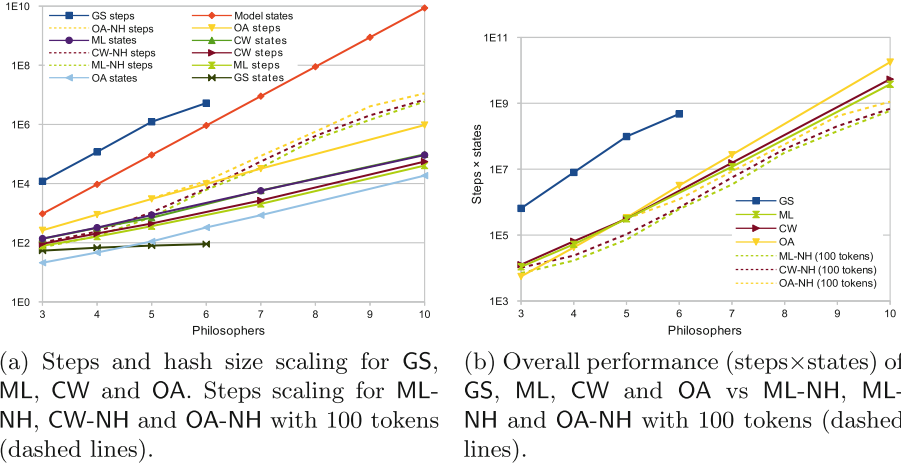 1E10
1E8
1E6
1E4
1E2
1E0
GS steps
Model states
OA-NH steps
OA steps
ML states
CW states
CW-NH steps
CW steps
ML-NH steps
ML steps
OA states
GS states
3 4 5 6 7 8 9 10
Philosophers
1E11
1E9
1E7
1E5
1E3
Steps × states
GS
ML
CW
OA
ML-NH (100 tokens)
CW-NH (100 tokens)
OA-NH (100 tokens)
3 4 5 6 7 8 9 10
Philosophers
(a) Steps and hash size scaling for GS,
ML, CW and OA. Steps scaling for ML-
NH, CW-NH and OA-NH with 100 tokens
(dashed lines).
(b) Overall performance (steps×states) of
GS, ML, CW and OA vs ML-NH, ML-
NH and OA-NH with 100 tokens (dashed
lines).